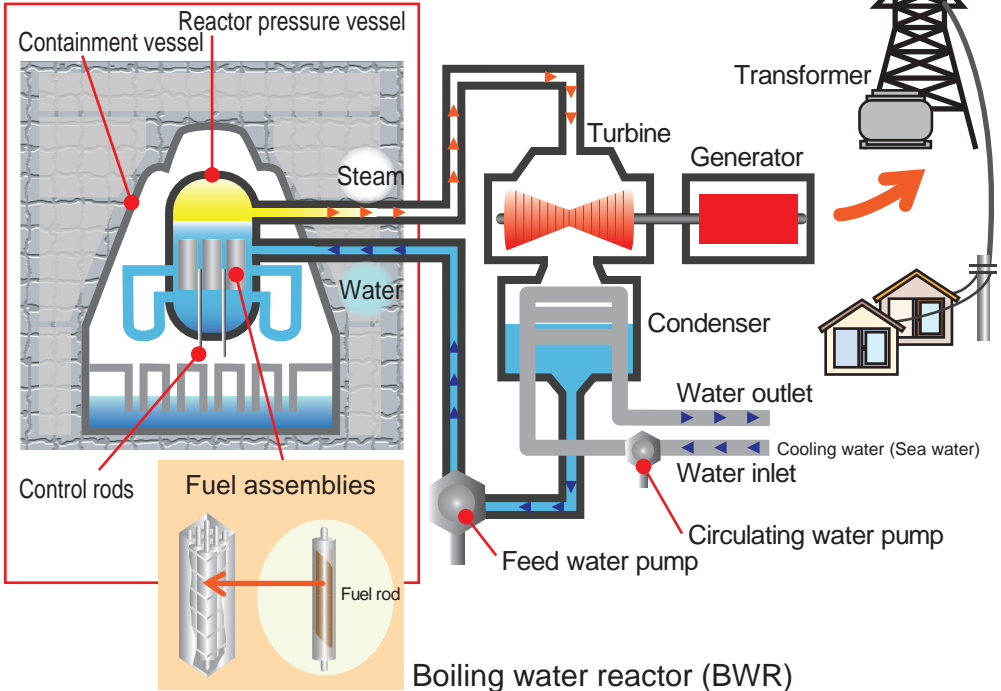 Reactor pressure vessel
Containment vessel
Transformer
Turbine
Generator
Steam
Water
Condenser
Water outlet
Cooling water (Sea water)
Water inlet
Control rods
Fuel assemblies
Circulating water pump
Feed water pump
Fuel rod
Boiling water reactor (BWR)